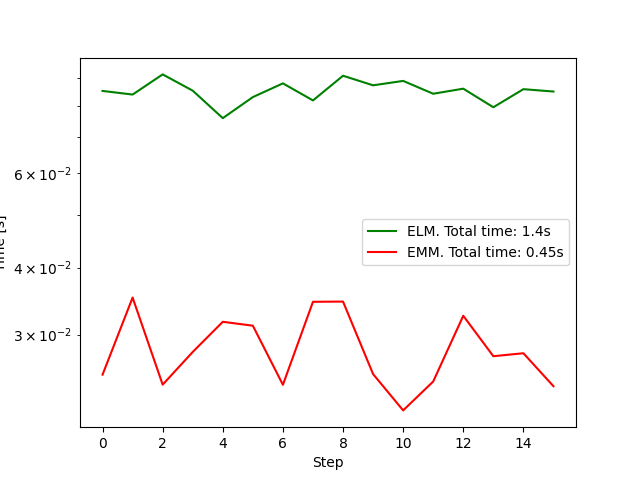 6 × 10⁻²
4 × 10⁻²
3 × 10⁻²
Time [s]
ELM. Total time: 1.4s
EMM. Total time: 0.45s
0 2 4 6 8 10 12 14
Step